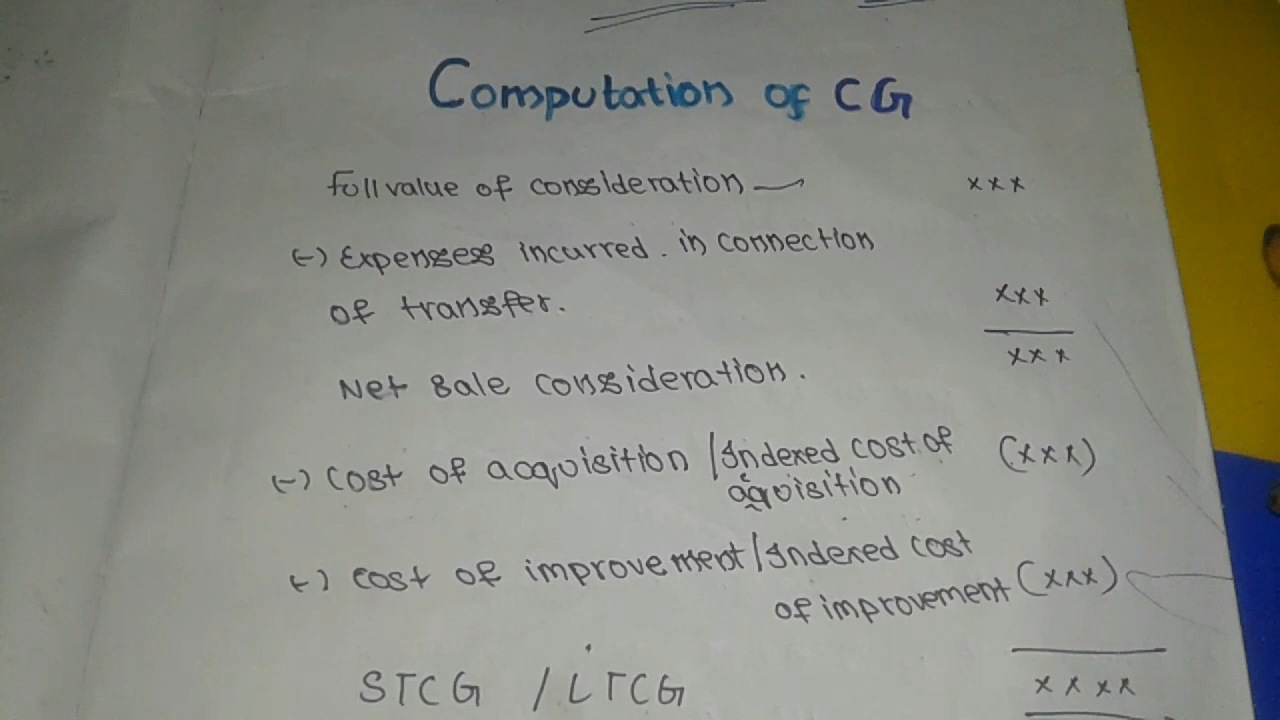 Computation of CG
Full value of consideration xxx
(-) Expenses incurred. in connection
of transfer. xxx
xxx
Net Sale consideration.
(-) Cost of acquisition / Indexed cost of (xxx)
acquisition
(-) cost of improvement / Indexed cost
of improvement (xxx)
STCG / LTCG xxxx